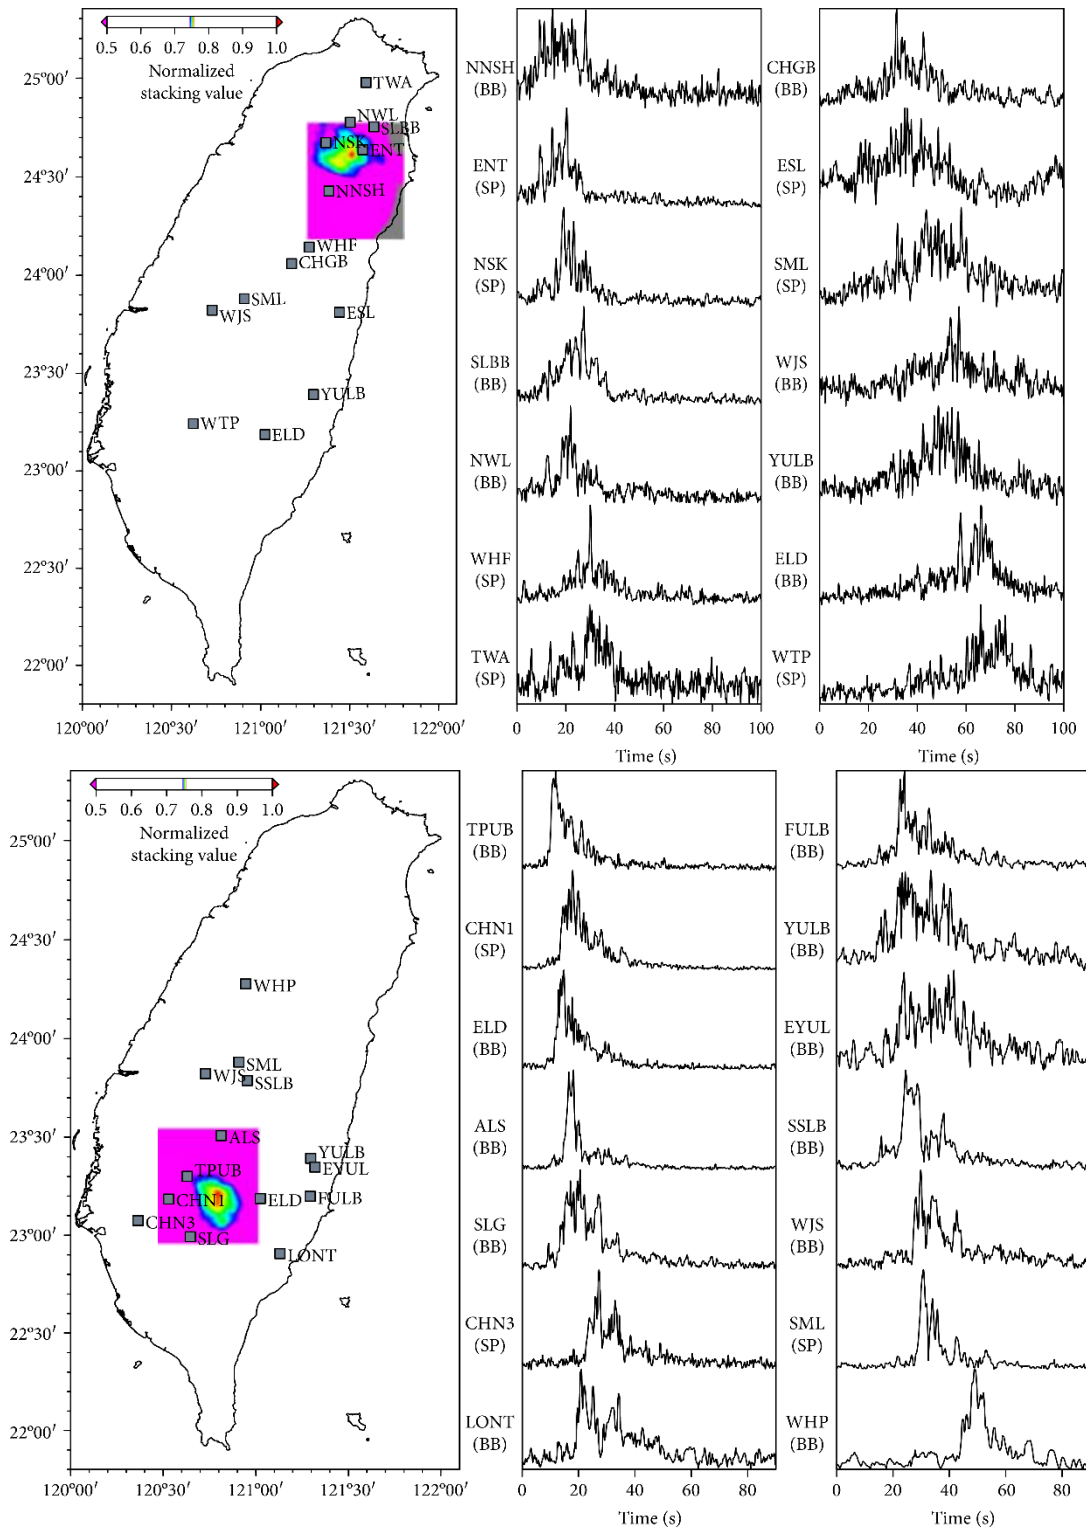 0.5 0.6 0.7 0.8 0.9 1.0
Normalized
stacking value
25°00′
24°30′
24°00′
23°30′
23°00′
22°30′
22°00′
120°00′ 120°30′ 121°00′ 121°30′ 122°00′
TWA
NWL
SLBB
NSK
ENT
NNSH
WHF
CHGB
SML
WJS
ESL
YULB
WTP
ELD
NNSH
(BB)
ENT
(SP)
NSK
(SP)
SLBB
(BB)
NWL
(BB)
WHF
(SP)
TWA
(SP)
0 20 40 60 80 100
Time (s)
CHGB
(BB)
ESL
(SP)
SML
(SP)
WJS
(BB)
YULB
(BB)
ELD
(BB)
WTP
(SP)
0 20 40 60 80 100
Time (s)
0.5 0.6 0.7 0.8 0.9 1.0
Normalized
stacking value
25°00′
24°30′
24°00′
23°30′
23°00′
22°30′
22°00′
120°00′ 120°30′ 121°00′ 121°30′ 122°00′
WHP
SML
WJS
SSLB
ALS
YULB
EYUL
TPUB
CHN1
ELD
FULB
CHN3
SLG
LONT
TPUB
(BB)
CHN1
(SP)
ELD
(BB)
ALS
(BB)
SLG
(BB)
CHN3
(SP)
LONT
(BB)
0 20 40 60 80
Time (s)
FULB
(BB)
YULB
(BB)
EYUL
(BB)
SSLB
(BB)
WJS
(BB)
SML
(SP)
WHP
(BB)
0 20 40 60 80
Time (s)